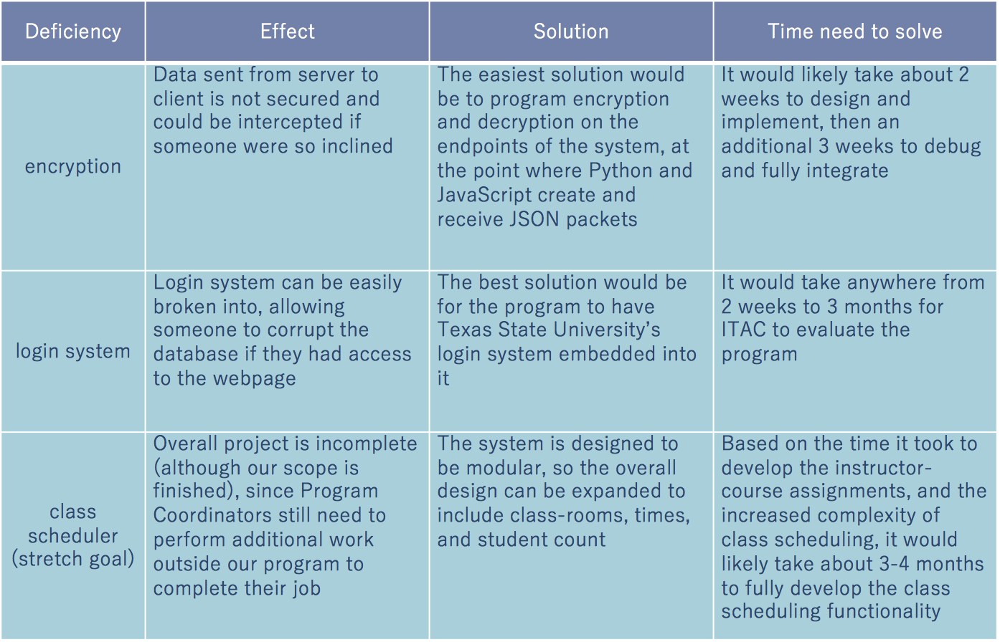 Deficiency
Effect
Solution
Time need to solve
encryption
Data sent from server to
client is not secured and
could be intercepted if
someone were so inclined
The easiest solution would
be to program encryption
and decryption on the
endpoints of the system, at
the point where Python and
JavaScript create and
receive JSON packets
It would likely take about 2
weeks to design and
implement, then an
additional 3 weeks to debug
and fully integrate
login system
Login system can be easily
broken into, allowing
someone to corrupt the
database if they had access
to the webpage
The best solution would be
for the program to have
Texas State University’s
login system embedded into
it
It would take anywhere from
2 weeks to 3 months for
ITAC to evaluate the
program
class
scheduler
(stretch goal)
Overall project is incomplete
(although our scope is
finished), since Program
Coordinators still need to
perform additional work
outside our program to
complete their job
The system is designed to
be modular, so the overall
design can be expanded to
include class-rooms, times,
and student count
Based on the time it took to
develop the instructor-
course assignments, and the
increased complexity of
class scheduling, it would
likely take about 3-4 months
to fully develop the class
scheduling functionality